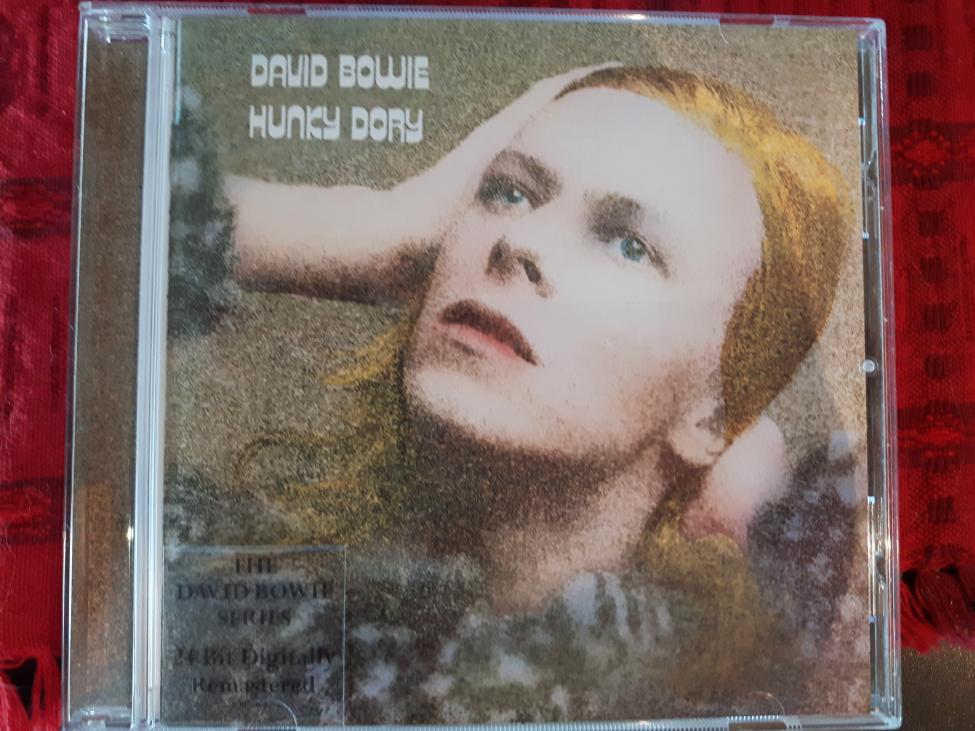 DAVID BOWIE
HUNKY DORY
THE
DAVID BOWIE
SERIES
24 Bit Digitally
Remastered